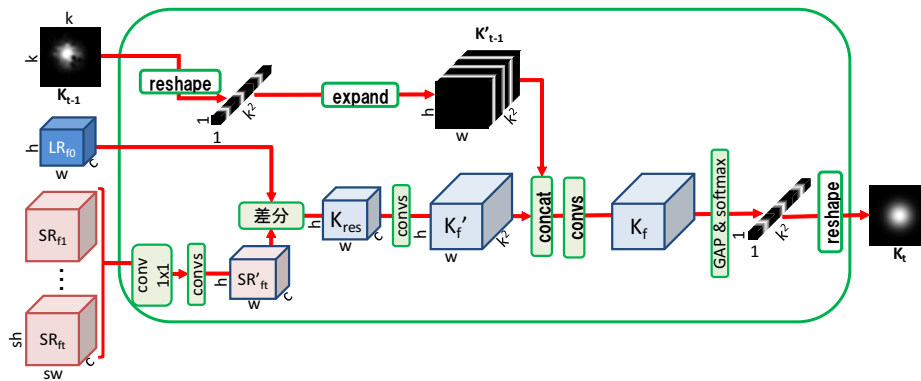 k
k
K_{t-1}
reshape
1
1
k²
expand
K'_{t-1}
h
w
k²
h
LR_{f0}
w
c
SR_{f1}
⋮
sh
SR_{ft}
sw
c
conv
1x1
convs
h
SR'_{ft}
w
c
差分
h
K_{res}
w
c
convs
h
K_f'
w
k²
concat
convs
K_f
GAP & softmax
1
1
k²
reshape
K_t